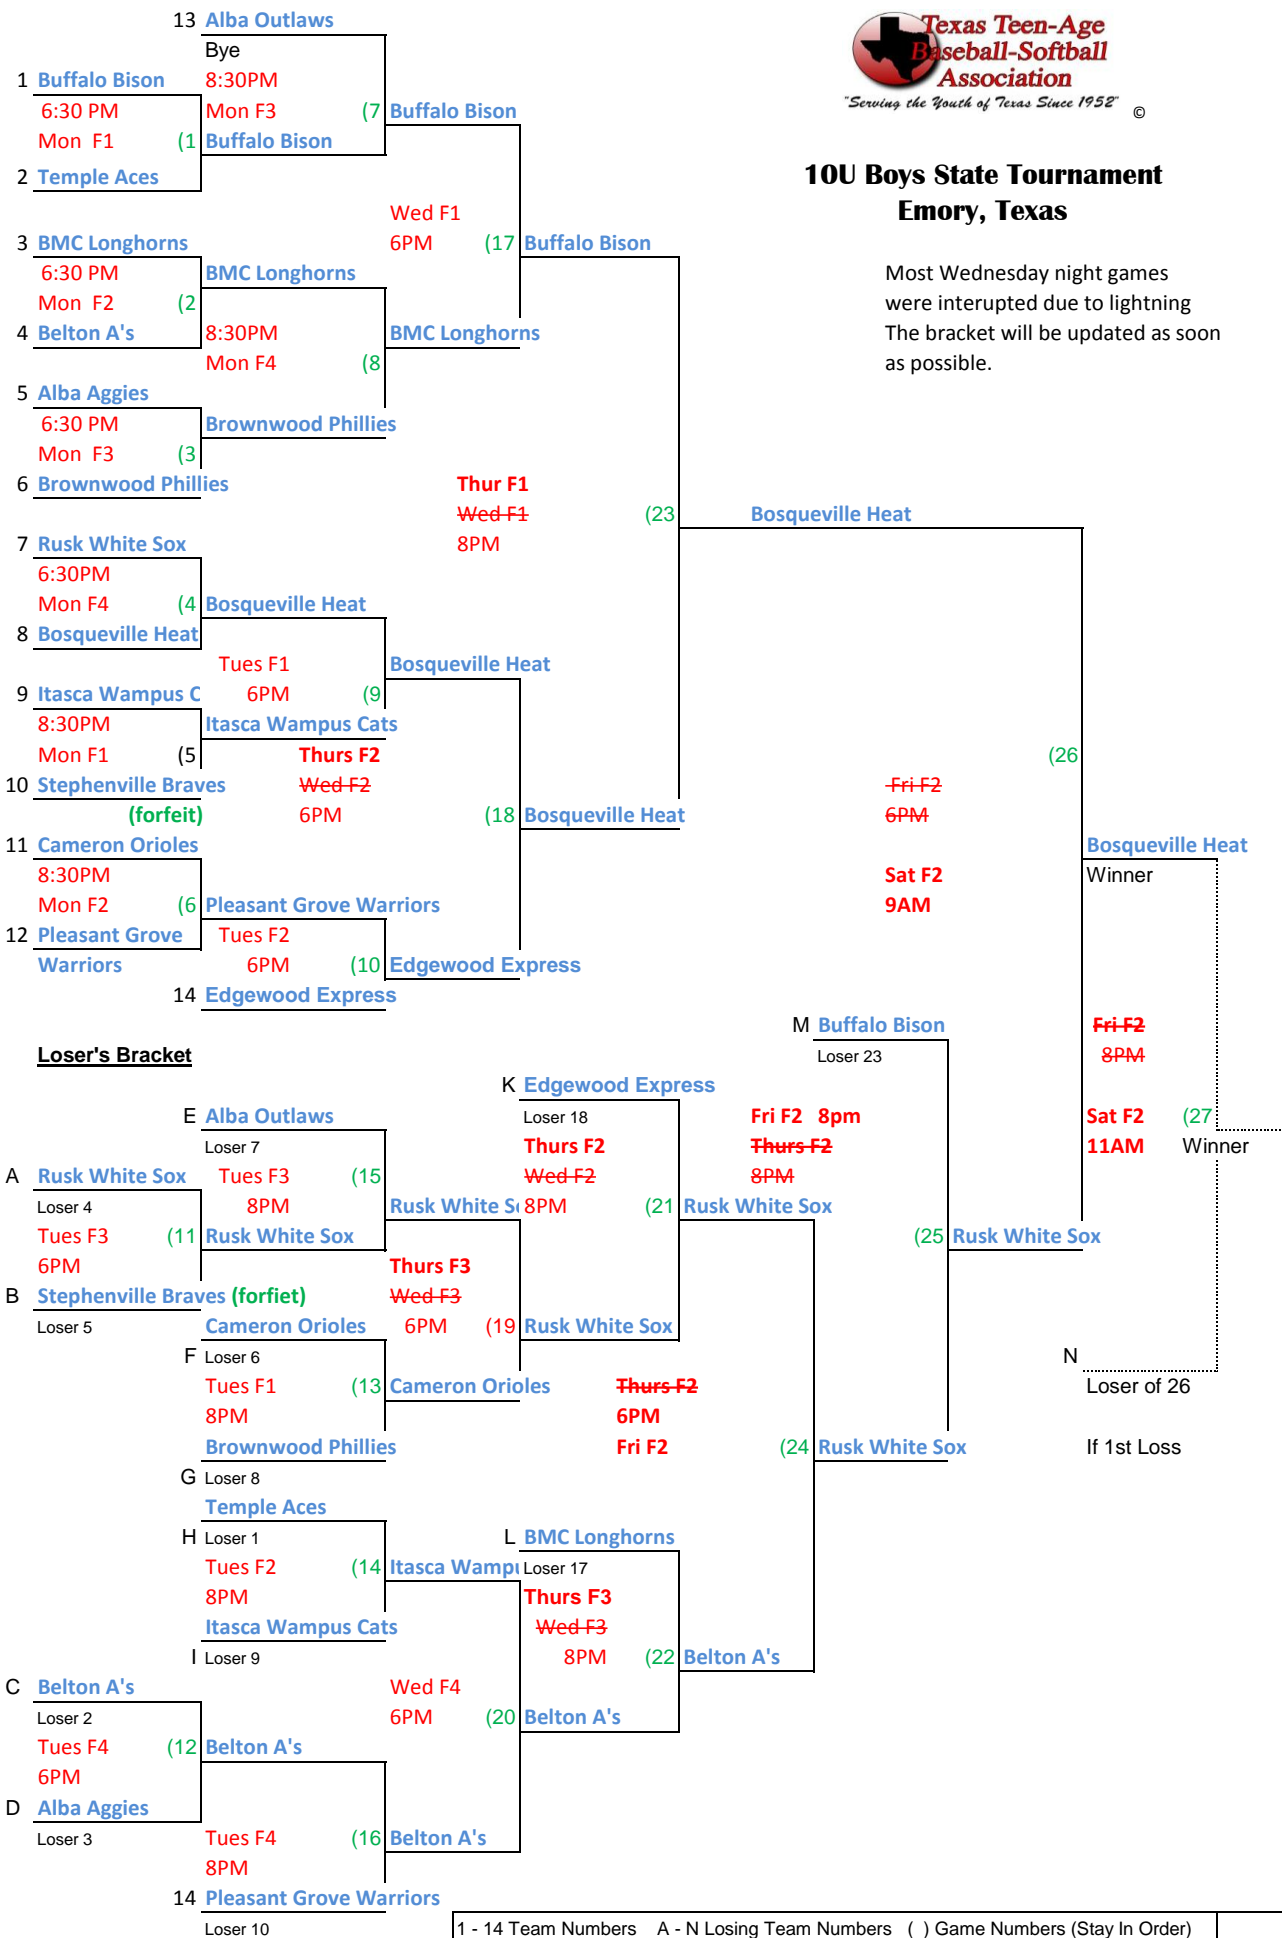 13 Alba Outlaws
Texas Teen-Age
Baseball-Softball
Association
"Serving the Youth of Texas Since 1952" ©
Bye
1 Buffalo Bison 8:30PM
6:30 PM Mon F3 (7 Buffalo Bison
Mon F1 (1 Buffalo Bison
2 Temple Aces
10U Boys State Tournament
Emory, Texas
Wed F1
3 BMC Longhorns 6PM (17 Buffalo Bison
6:30 PM BMC Longhorns
Mon F2 (2
4 Belton A's 8:30PM BMC Longhorns
Mon F4 (8
Most Wednesday night games
were interupted due to lightning
The bracket will be updated as soon
as possible.
5 Alba Aggies
6:30 PM Brownwood Phillies
Mon F3 (3
6 Brownwood Phillies Thur F1
Wed F1 (23 Bosqueville Heat
7 Rusk White Sox 8PM
6:30PM
Mon F4 (4 Bosqueville Heat
8 Bosqueville Heat
Tues F1 Bosqueville Heat
9 Itasca Wampus C 6PM (9
8:30PM Itasca Wampus Cats
Mon F1 (5 Thurs F2 (26
10 Stephenville Braves Wed F2 Fri F2
(forfeit) 6PM (18 Bosqueville Heat 6PM
11 Cameron Orioles Bosqueville Heat
8:30PM Sat F2 Winner
Mon F2 (6 Pleasant Grove Warriors 9AM
12 Pleasant Grove Tues F2
Warriors 6PM (10 Edgewood Express
14 Edgewood Express
M Buffalo Bison Fri F2
Loser's Bracket Loser 23 8PM
K Edgewood Express
E Alba Outlaws Loser 18 Fri F2 8pm Sat F2 (27
Loser 7 Thurs F2 Thurs F2 11AM Winner
A Rusk White Sox Tues F3 (15 Wed F2 8PM
Loser 4 8PM Rusk White So 8PM (21 Rusk White Sox
Tues F3 (11 Rusk White Sox (25 Rusk White Sox
6PM Thurs F3
B Stephenville Braves (forfiet) Wed F3
Loser 5 Cameron Orioles 6PM (19 Rusk White Sox
F Loser 6 N
Tues F1 (13 Cameron Orioles Thurs F2 Loser of 26
8PM 6PM
Brownwood Phillies Fri F2 (24 Rusk White Sox If 1st Loss
G Loser 8
Temple Aces
H Loser 1 L BMC Longhorns
Tues F2 (14 Itasca Wampu Loser 17
8PM Thurs F3
Itasca Wampus Cats Wed F3
I Loser 9 8PM (22 Belton A's
C Belton A's Wed F4
Loser 2 6PM (20 Belton A's
Tues F4 (12 Belton A's
6PM
D Alba Aggies
Loser 3 Tues F4 (16 Belton A's
8PM
14 Pleasant Grove Warriors
Loser 10 1 - 14 Team Numbers A - N Losing Team Numbers ( ) Game Numbers (Stay In Order)